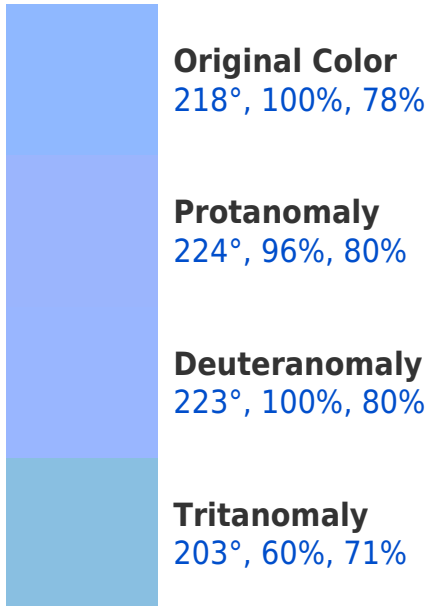 Original Color
218°, 100%, 78%
Protanomaly
224°, 96%, 80%
Deuteranomaly
223°, 100%, 80%
Tritanomaly
203°, 60%, 71%